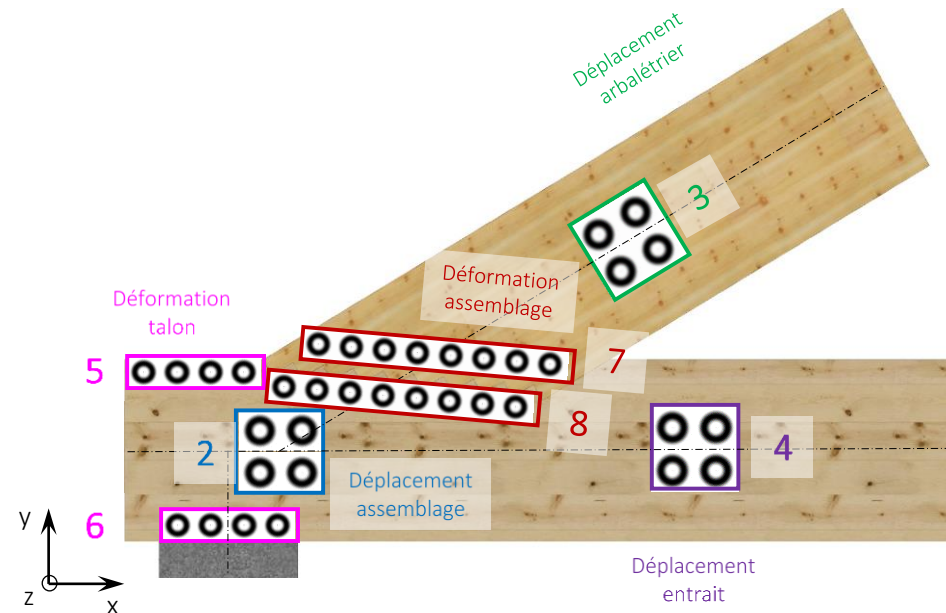 Déplacement
arbalétrier
3
Déformation
assemblage
Déformation
talon
5
7
8
2
4
Déplacement
assemblage
6
y
z
x
Déplacement
entrait